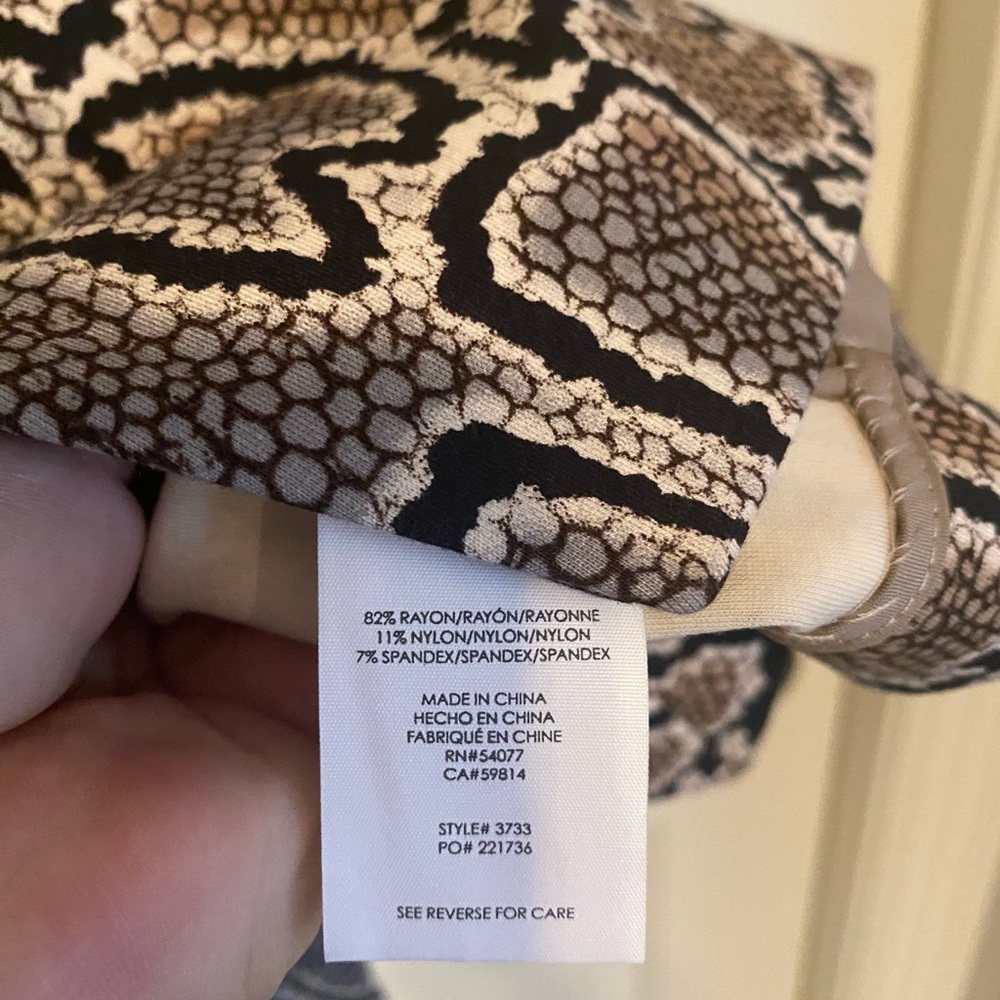 82% RAYON/RAYÓN/RAYONNE
11% NYLON/NYLON/NYLON
7% SPANDEX/SPANDEX/SPANDEX
MADE IN CHINA
HECHO EN CHINA
FABRIQUÉ EN CHINE
RN#54077
CA#59814
STYLE# 3733
PO# 221736
SEE REVERSE FOR CARE